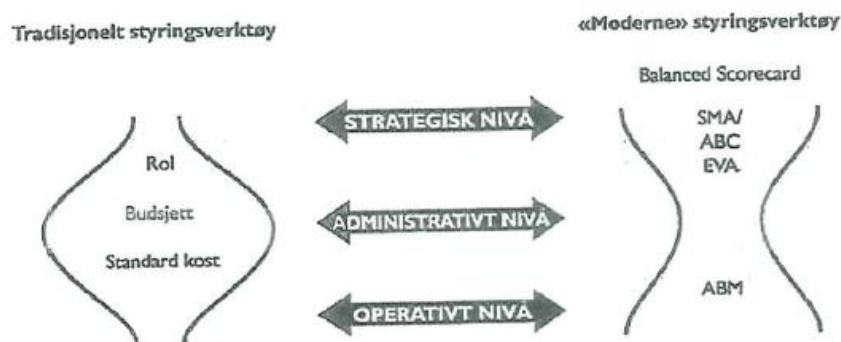 Tradisjonelt styringsverktøy
RoI
Budsjett
Standard kost
STRATEGISK NIVÅ
ADMINISTRATIVT NIVÅ
OPERATIVT NIVÅ
«Moderne» styringsverktøy
Balanced Scorecard
SMA/
ABC
EVA
ABM